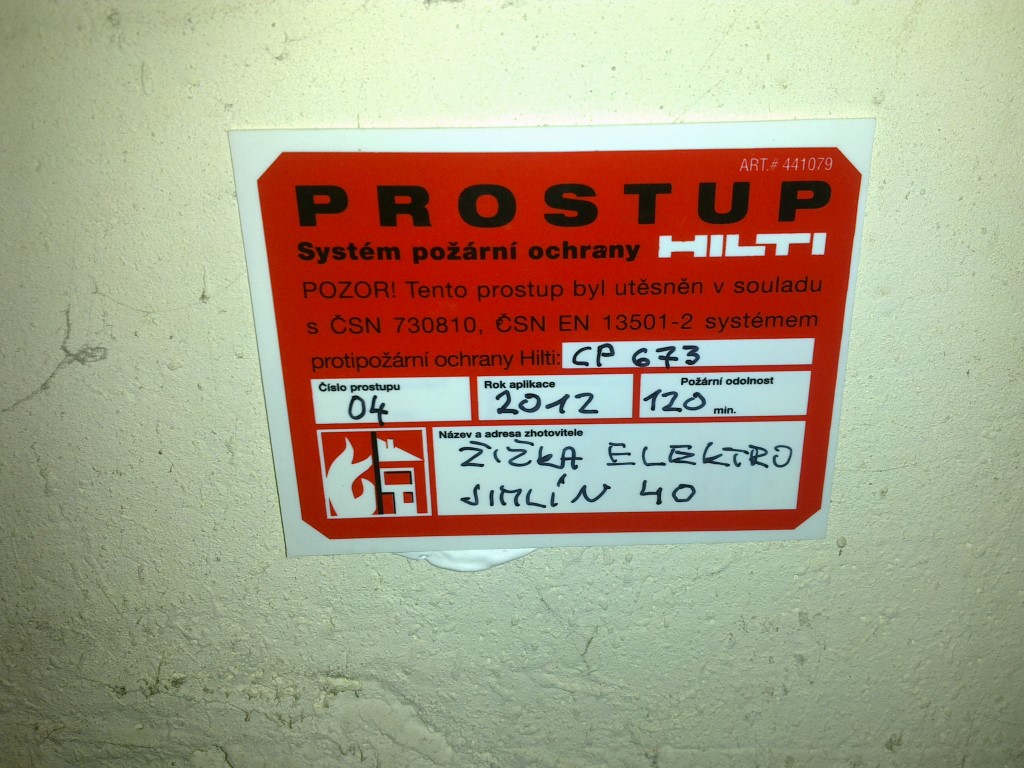 ART.# 441079
PROSTUP
Systém požární ochrany HILTI
POZOR! Tento prostup byl utěsněn v souladu
s ČSN 730810, ČSN EN 13501-2 systémem
protipožární ochrany Hilti: CP 673
Číslo prostupu Rok aplikace Požární odolnost
04 2012 120 min.
Název a adresa zhotovitele
ŽIŽKA ELEKTRO
JIMLÍN 40